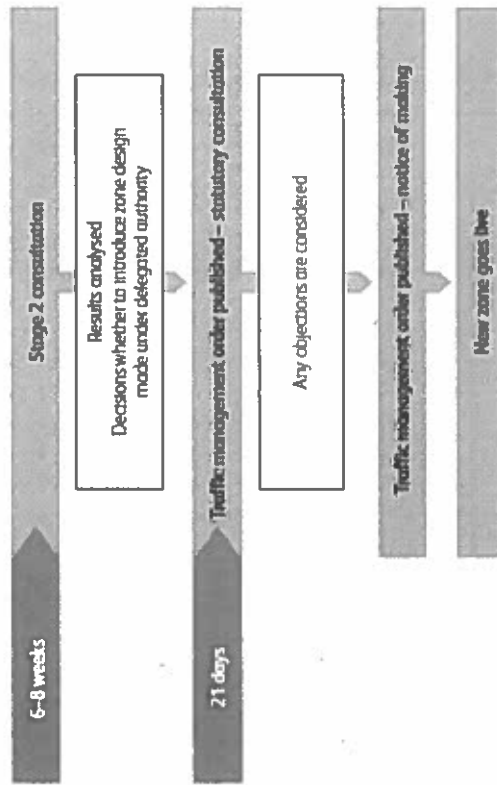 6–8 weeks
Stage 2 consultation
Results analysed
Decisions whether to introduce zone design
made under delegated authority
21 days
Traffic management order published – statutory consultation
Any objections are considered
Traffic management order published – notice of making
New zone goes live